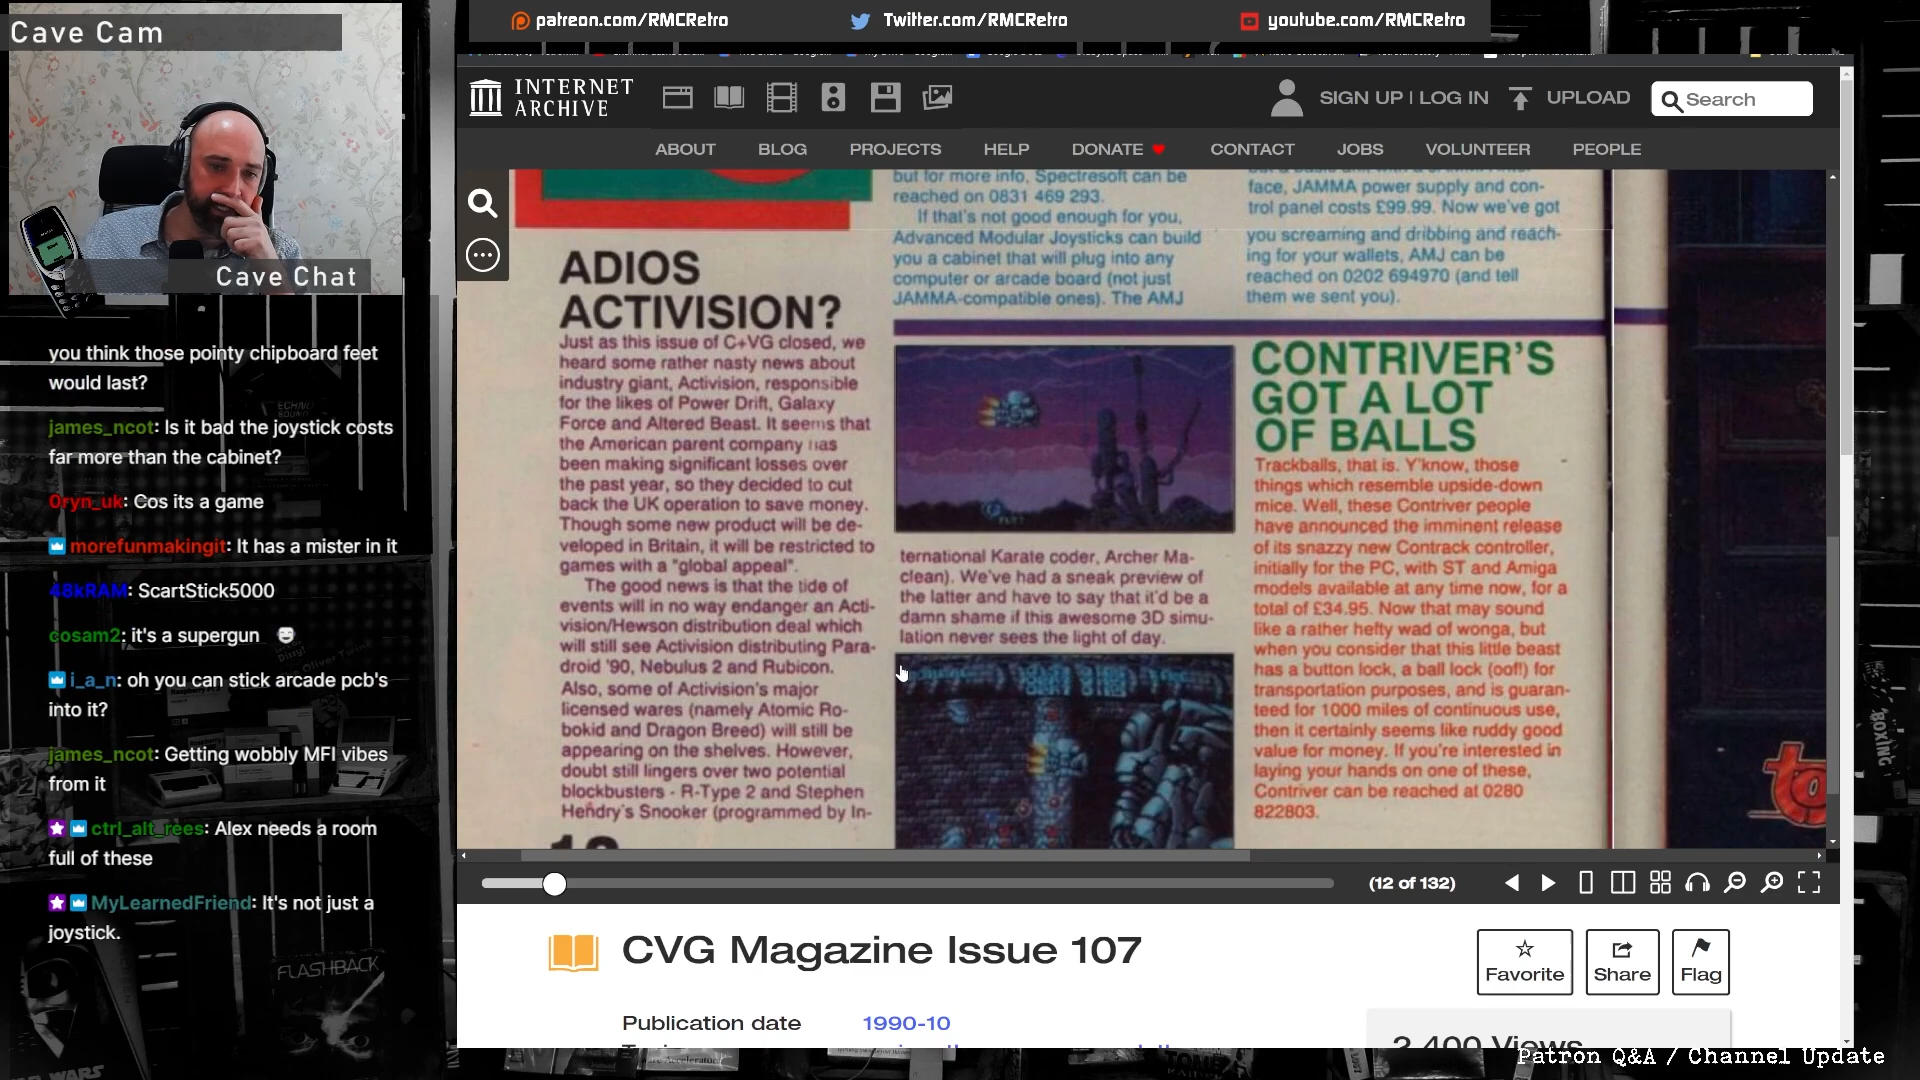 Cave Cam
patreon.com/RMCRetro
Twitter.com/RMCRetro
youtube.com/RMCRetro
INTERNET
ARCHIVE
SIGN UP | LOG IN
UPLOAD
Search
ABOUT
BLOG
PROJECTS
HELP
DONATE
CONTACT
JOBS
VOLUNTEER
PEOPLE
Cave Chat
you think those pointy chipboard feet
would last?
james_ncot: Is it bad the joystick costs
far more than the cabinet?
0ryn_uk: Cos its a game
morefunmakingit: It has a mister in it
48kRAM: ScartStick5000
cosam2: it's a supergun
i_a_n: oh you can stick arcade pcb's
into it?
james_ncot: Getting wobbly MFI vibes
from it
ctrl_alt_rees: Alex needs a room
full of these
MyLearnedFriend: It's not just a
joystick.
FLASHBACK
ADIOS
ACTIVISION?
Just as this issue of C+VG closed, we
heard some rather nasty news about
industry giant, Activision, responsible
for the likes of Power Drift, Galaxy
Force and Altered Beast. It seems that
the American parent company has
been making significant losses over
the past year, so they decided to cut
back the UK operation to save money.
Though some new product will be de-
veloped in Britain, it will be restricted to
games with a "global appeal".
The good news is that the tide of
events will in no way endanger an Acti-
vision/Hewson distribution deal which
will still see Activision distributing Para-
droid '90, Nebulus 2 and Rubicon.
Also, some of Activision's major
licensed wares (namely Atomic Ro-
bokid and Dragon Breed) will still be
appearing on the shelves. However,
doubt still lingers over two potential
blockbusters - R-Type 2 and Stephen
Hendry's Snooker (programmed by In-
but for more info, Spectresoft can be
reached on 0831 469 293.
If that's not good enough for you,
Advanced Modular Joysticks can build
you a cabinet that will plug into any
computer or arcade board (not just
JAMMA-compatible ones). The AMJ
face, JAMMA power supply and con-
trol panel costs £99.99. Now we've got
you screaming and dribbling and reach-
ing for your wallets, AMJ can be
reached on 0202 694970 (and tell
them we sent you).
ternational Karate coder, Archer Ma-
clean). We've had a sneak preview of
the latter and have to say that it'd be a
damn shame if this awesome 3D simu-
lation never sees the light of day.
CONTRIVER'S
GOT A LOT
OF BALLS
Trackballs, that is. Y'know, those
things which resemble upside-down
mice. Well, these Contriver people
have announced the imminent release
of its snazzy new Contrack controller,
initially for the PC, with ST and Amiga
models available at any time now, for a
total of £34.95. Now that may sound
like a rather hefty wad of wonga, but
when you consider that this little beast
has a button lock, a ball lock (oof!) for
transportation purposes, and is guaran-
teed for 1000 miles of continuous use,
then it certainly seems like ruddy good
value for money. If you're interested in
laying your hands on one of these,
Contriver can be reached at 0280
822803.
(12 of 132)
CVG Magazine Issue 107
Favorite
Share
Flag
Publication date
1990-10
2,400 Views
Patron Q&A / Channel Update